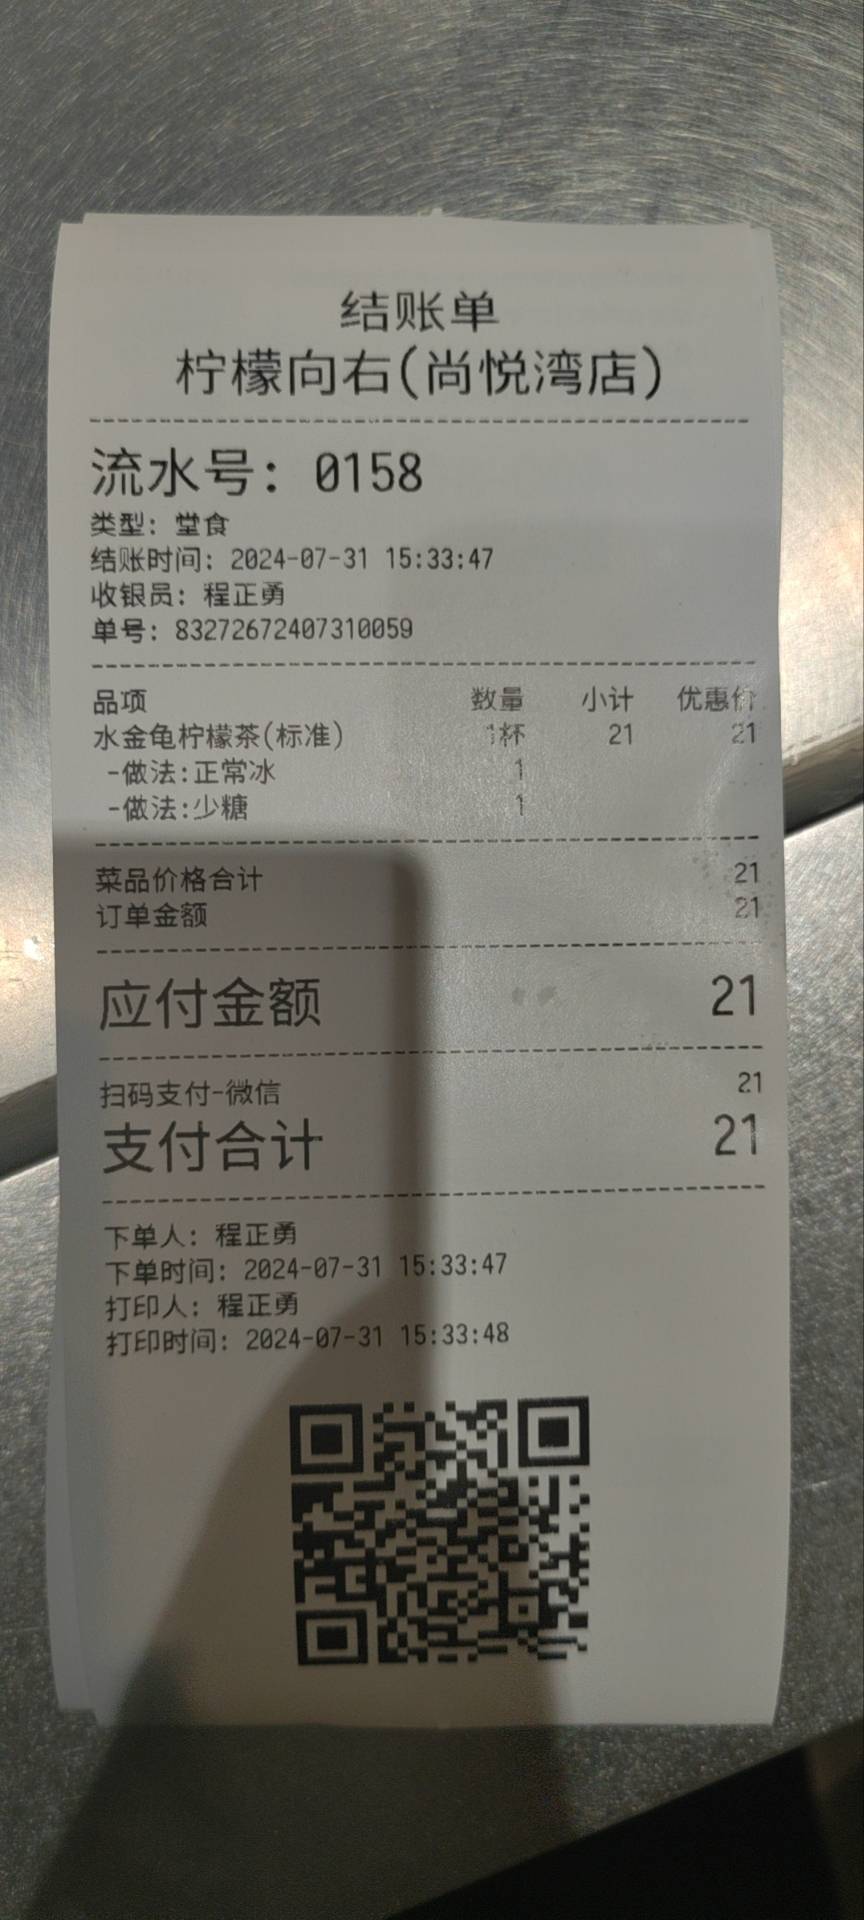 结账单
柠檬向右(尚悦湾店)
流水号: 0158
类型: 堂食
结账时间: 2024-07-31 15:33:47
收银员: 程正勇
单号: 83272672407310059
品项 数量 小计 优惠价
水金龟柠檬茶(标准) 1杯 21 21
-做法:正常冰 1
-做法:少糖 1
菜品价格合计 21
订单金额 21
应付金额 21
扫码支付-微信 21
支付合计 21
下单人: 程正勇
下单时间: 2024-07-31 15:33:47
打印人: 程正勇
打印时间: 2024-07-31 15:33:48